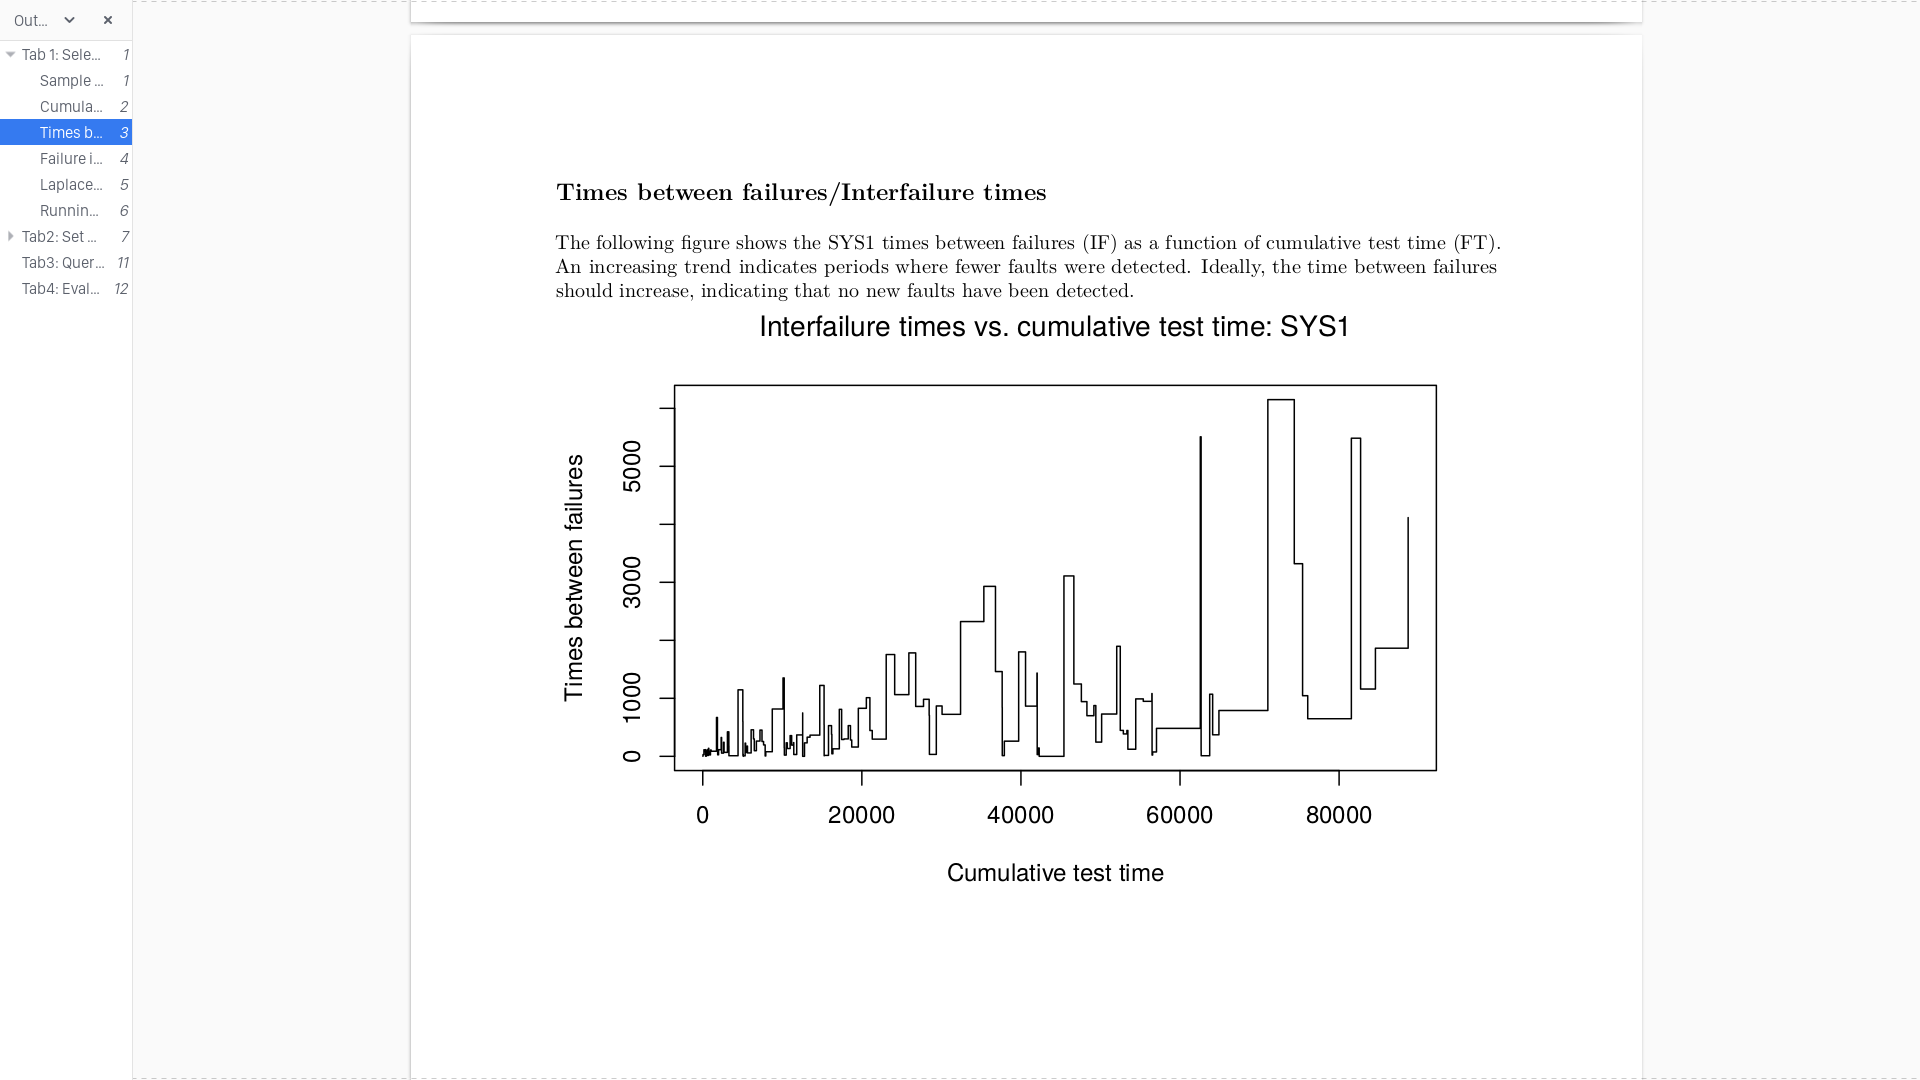 Out...
Tab 1: Sele... 1
Sample ... 1
Cumula... 2
Times b... 3
Failure i... 4
Laplace... 5
Runnin... 6
Tab2: Set ... 7
Tab3: Quer... 11
Tab4: Eval... 12
Times between failures/Interfailure times
The following figure shows the SYS1 times between failures (IF) as a function of cumulative test time (FT).
An increasing trend indicates periods where fewer faults were detected. Ideally, the time between failures
should increase, indicating that no new faults have been detected.
Interfailure times vs. cumulative test time: SYS1
Times between failures
5000
3000
1000
0
0 20000 40000 60000 80000
Cumulative test time